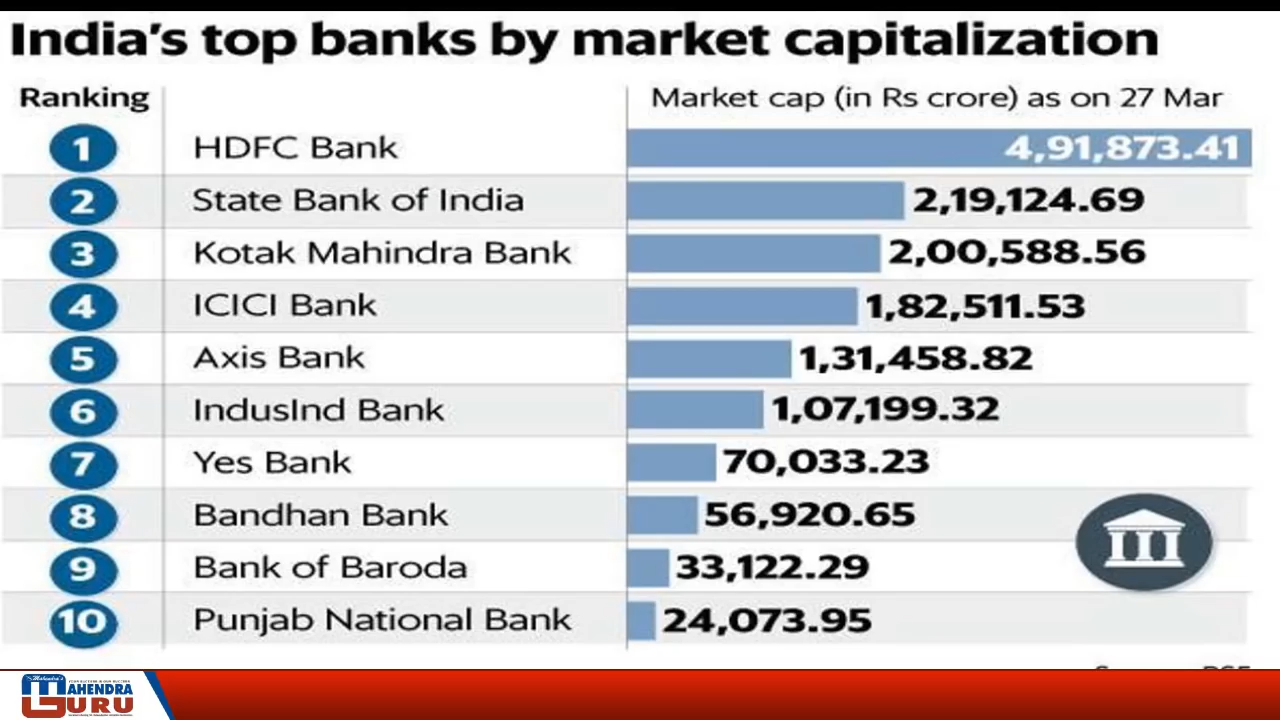 India's top banks by market capitalization
Ranking Market cap (in Rs crore) as on 27 Mar
1 HDFC Bank 4,91,873.41
2 State Bank of India 2,19,124.69
3 Kotak Mahindra Bank 2,00,588.56
4 ICICI Bank 1,82,511.53
5 Axis Bank 1,31,458.82
6 IndusInd Bank 1,07,199.32
7 Yes Bank 70,033.23
8 Bandhan Bank 56,920.65
9 Bank of Baroda 33,122.29
10 Punjab National Bank 24,073.95
Mahendra's
MAHENDRA
GURU